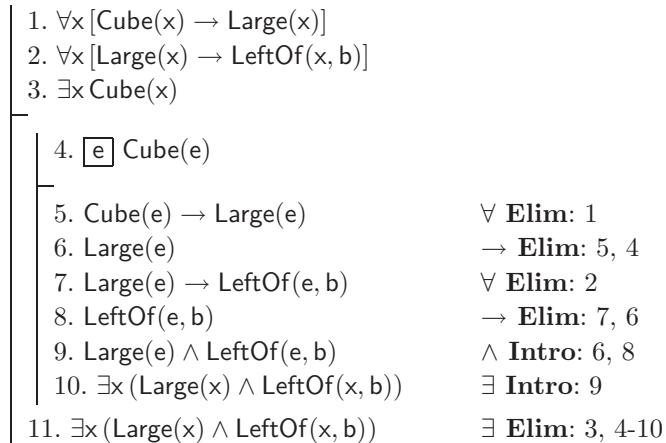 1. ∀x [Cube(x) → Large(x)]
2. ∀x [Large(x) → LeftOf(x, b)]
3. ∃x Cube(x)
4. e Cube(e)
5. Cube(e) → Large(e) ∀ Elim: 1
6. Large(e) → Elim: 5, 4
7. Large(e) → LeftOf(e, b) ∀ Elim: 2
8. LeftOf(e, b) → Elim: 7, 6
9. Large(e) ∧ LeftOf(e, b) ∧ Intro: 6, 8
10. ∃x (Large(x) ∧ LeftOf(x, b)) ∃ Intro: 9
11. ∃x (Large(x) ∧ LeftOf(x, b)) ∃ Elim: 3, 4-10